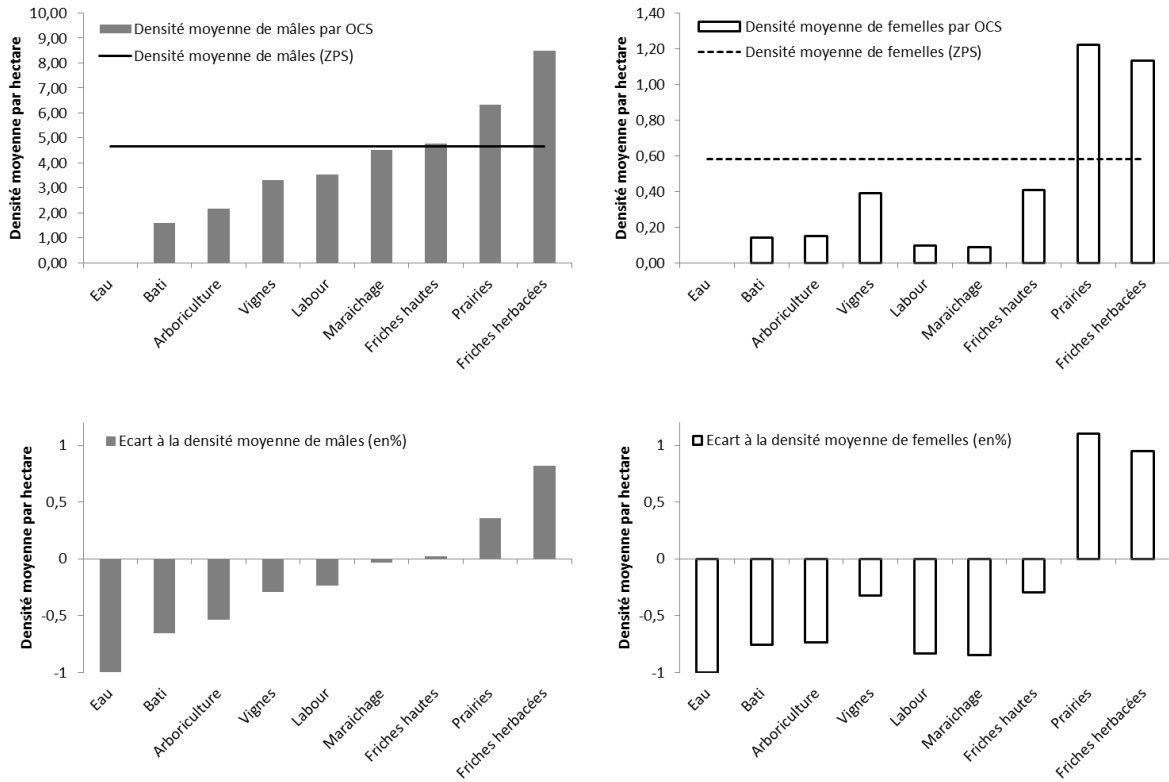 Densité moyenne par hectare
10,00
9,00
8,00
7,00
6,00
5,00
4,00
3,00
2,00
1,00
0,00
Densité moyenne de mâles par OCS
Densité moyenne de mâles (ZPS)
Eau
Bati
Arboriculture
Vignes
Labour
Maraichage
Friches hautes
Prairies
Friches herbacées
Densité moyenne par hectare
1,40
1,20
1,00
0,80
0,60
0,40
0,20
0,00
Densité moyenne de femelles par OCS
Densité moyenne de femelles (ZPS)
Eau
Bati
Arboriculture
Vignes
Labour
Maraichage
Friches hautes
Prairies
Friches herbacées
Densité moyenne par hectare
1
0,5
0
-0,5
-1
Ecart à la densité moyenne de mâles (en%)
Eau
Bati
Arboriculture
Vignes
Labour
Maraichage
Friches hautes
Prairies
Friches herbacées
Densité moyenne par hectare
1
0,5
0
-0,5
-1
Ecart à la densité moyenne de femelles (en%)
Eau
Bati
Arboriculture
Vignes
Labour
Maraichage
Friches hautes
Prairies
Friches herbacées